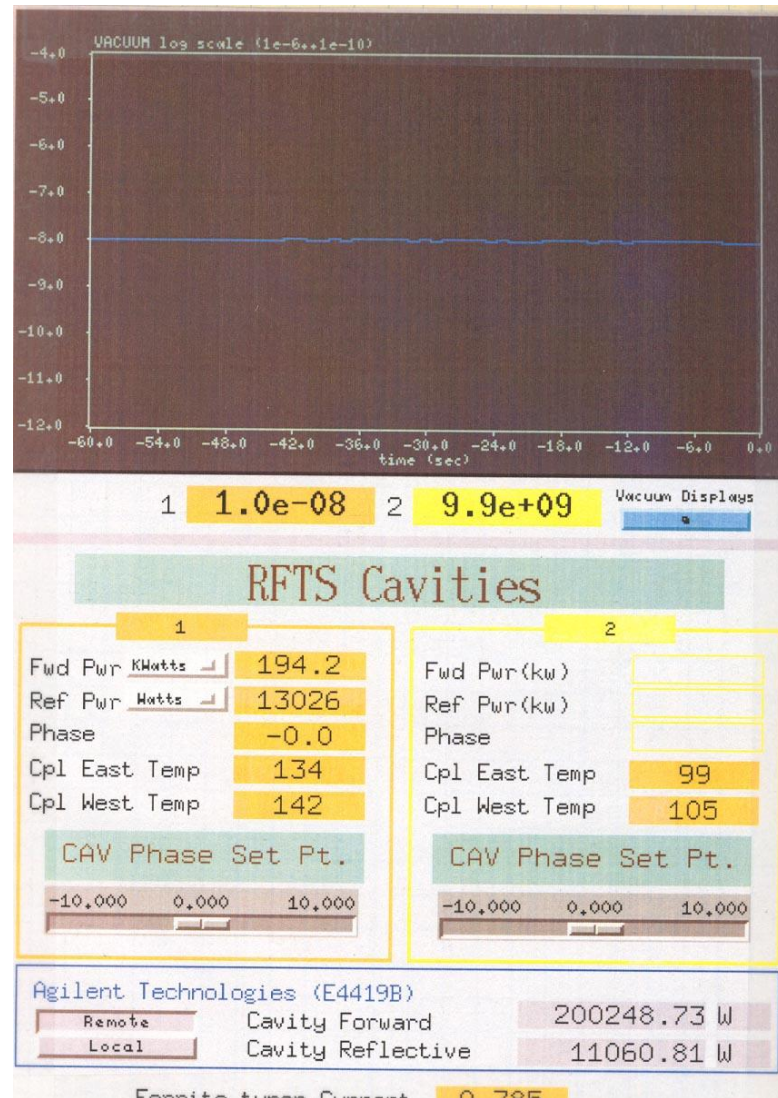 VACUUM log scale (1e-6..1e-10)
-4.0
-5.0
-6.0
-7.0
-8.0
-9.0
-10.0
-11.0
-12.0
-60.0 -54.0 -48.0 -42.0 -36.0 -30.0 -24.0 -18.0 -12.0 -6.0 0.0
time (sec)
1 1.0e-08 2 9.9e+09 Vacuum Displays
RFTS Cavities
1
Fwd Pwr KWatts 194.2
Ref Pwr Watts 13026
Phase -0.0
Cpl East Temp 134
Cpl West Temp 142
CAV Phase Set Pt.
-10.000 0.000 10.000
2
Fwd Pwr(kw)
Ref Pwr(kw)
Phase
Cpl East Temp 99
Cpl West Temp 105
CAV Phase Set Pt.
-10.000 0.000 10.000
Agilent Technologies (E4419B)
Remote Cavity Forward 200248.73 W
Local Cavity Reflective 11060.81 W